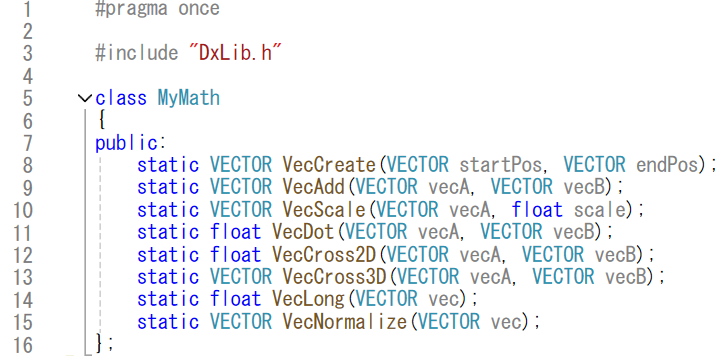 1 #pragma once
2
3 #include "DxLib.h"
4
5 class MyMath
6 {
7 public:
8 static VECTOR VecCreate(VECTOR startPos, VECTOR endPos);
9 static VECTOR VecAdd(VECTOR vecA, VECTOR vecB);
10 static VECTOR VecScale(VECTOR vecA, float scale);
11 static float VecDot(VECTOR vecA, VECTOR vecB);
12 static float VecCross2D(VECTOR vecA, VECTOR vecB);
13 static VECTOR VecCross3D(VECTOR vecA, VECTOR vecB);
14 static float VecLong(VECTOR vec);
15 static VECTOR VecNormalize(VECTOR vec);
16 };